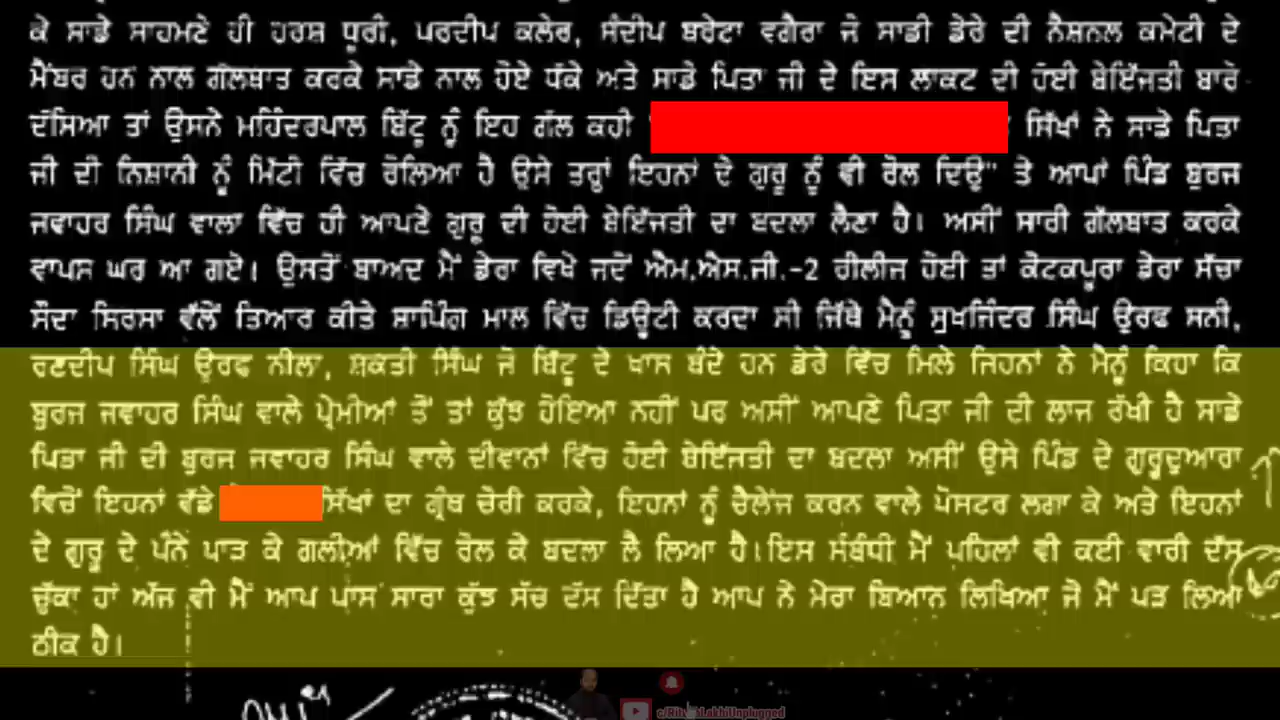 ਕੇ ਸਾਡੇ ਸਾਹਮਣੇ ਹੀ ਹਰਸ਼ ਧੂਰੀ, ਪਰਦੀਪ ਕਲੇਰ, ਸੰਦੀਪ ਬਰੇਟਾ ਵਗੈਰਾ ਜੋ ਸਾਡੀ ਡੇਰੇ ਦੀ ਨੈਸ਼ਨਲ ਕਮੇਟੀ ਦੇ
ਮੈਂਬਰ ਹਨ ਨਾਲ ਗੱਲਬਾਤ ਕਰਕੇ ਸਾਡੇ ਨਾਲ ਹੋਏ ਧੱਕੇ ਅਤੇ ਸਾਡੇ ਪਿਤਾ ਜੀ ਦੇ ਇਸ ਲਾਕਟ ਦੀ ਹੋਈ ਬੇਇੱਜਤੀ ਬਾਰੇ
ਦੱਸਿਆ ਤਾਂ ਉਸਨੇ ਮਹਿੰਦਰਪਾਲ ਬਿੱਟੂ ਨੂੰ ਇਹ ਗੱਲ ਕਹੀ ਸਿੱਖਾਂ ਨੇ ਸਾਡੇ ਪਿਤਾ
ਜੀ ਦੀ ਨਿਸ਼ਾਨੀ ਨੂੰ ਮਿੱਟੀ ਵਿੱਚ ਰੋਲਿਆ ਹੈ ਉਸੇ ਤਰ੍ਹਾਂ ਇਹਨਾਂ ਦੇ ਗੁਰੂ ਨੂੰ ਵੀ ਰੋਲ ਦਿਉ" ਤੇ ਆਪਾਂ ਪਿੰਡ ਬੁਰਜ
ਜਵਾਹਰ ਸਿੰਘ ਵਾਲਾ ਵਿੱਚ ਹੀ ਆਪਣੇ ਗੁਰੂ ਦੀ ਹੋਈ ਬੇਇੱਜਤੀ ਦਾ ਬਦਲਾ ਲੈਣਾ ਹੈ। ਅਸੀਂ ਸਾਰੀ ਗੱਲਬਾਤ ਕਰਕੇ
ਵਾਪਸ ਘਰ ਆ ਗਏ। ਉਸਤੋਂ ਬਾਅਦ ਮੈਂ ਡੇਰਾ ਵਿਖੇ ਜਦੋਂ ਐਮ.ਐਸ.ਜੀ.-2 ਰੀਲੀਜ ਹੋਈ ਤਾਂ ਕੋਟਕਪੂਰਾ ਡੇਰਾ ਸੱਚਾ
ਸੌਦਾ ਸਿਰਸਾ ਵੱਲੋਂ ਤਿਆਰ ਕੀਤੇ ਸ਼ਾਪਿੰਗ ਮਾਲ ਵਿੱਚ ਡਿਊਟੀ ਕਰਦਾ ਸੀ ਜਿੱਥੇ ਮੈਨੂੰ ਸੁਖਜਿੰਦਰ ਸਿੰਘ ਉਰਫ ਸਨੀ,
ਰਣਦੀਪ ਸਿੰਘ ਉਰਫ ਨੀਲਾ, ਸ਼ਕਤੀ ਸਿੰਘ ਜੋ ਬਿੱਟੂ ਦੇ ਖਾਸ ਬੰਦੇ ਹਨ ਡੇਰੇ ਵਿੱਚ ਮਿਲੇ ਜਿਹਨਾਂ ਨੇ ਮੈਨੂੰ ਕਿਹਾ ਕਿ
ਬੁਰਜ ਜਵਾਹਰ ਸਿੰਘ ਵਾਲੇ ਪ੍ਰੇਮੀਆਂ ਤੋਂ ਤਾਂ ਕੁੱਝ ਹੋਇਆ ਨਹੀਂ ਪਰ ਅਸੀਂ ਆਪਣੇ ਪਿਤਾ ਜੀ ਦੀ ਲਾਜ ਰੱਖੀ ਹੈ ਸਾਡੇ
ਪਿਤਾ ਜੀ ਦੀ ਬੁਰਜ ਜਵਾਹਰ ਸਿੰਘ ਵਾਲੇ ਦੀਵਾਨਾਂ ਵਿੱਚ ਹੋਈ ਬੇਇੱਜਤੀ ਦਾ ਬਦਲਾ ਅਸੀਂ ਉਸੇ ਪਿੰਡ ਦੇ ਗੁਰੂਦੁਆਰਾ
ਵਿਚੋਂ ਇਹਨਾਂ ਵੱਡੇ ਸਿੱਖਾਂ ਦਾ ਗ੍ਰੰਥ ਚੋਰੀ ਕਰਕੇ, ਇਹਨਾਂ ਨੂੰ ਚੈਲੇਂਜ ਕਰਨ ਵਾਲੇ ਪੋਸਟਰ ਲਗਾ ਕੇ ਅਤੇ ਇਹਨਾਂ
ਦੇ ਗੁਰੂ ਦੇ ਪੰਨੇ ਪਾੜ ਕੇ ਗਲੀਆਂ ਵਿੱਚ ਰੋਲ ਕੇ ਬਦਲਾ ਲੈ ਲਿਆ ਹੈ।ਇਸ ਸੰਬੰਧੀ ਮੈਂ ਪਹਿਲਾਂ ਵੀ ਕਈ ਵਾਰੀ ਦੱਸ
ਚੁੱਕਾ ਹਾਂ ਅੱਜ ਵੀ ਮੈਂ ਆਪ ਪਾਸ ਸਾਰਾ ਕੁੱਝ ਸੱਚ ਦੱਸ ਦਿੱਤਾ ਹੈ ਆਪ ਨੇ ਮੇਰਾ ਬਿਆਨ ਲਿਖਿਆ ਜੋ ਮੈਂ ਪੜ ਲਿਆ
ਠੀਕ ਹੈ।
c/RiteshLakhiUnplugged